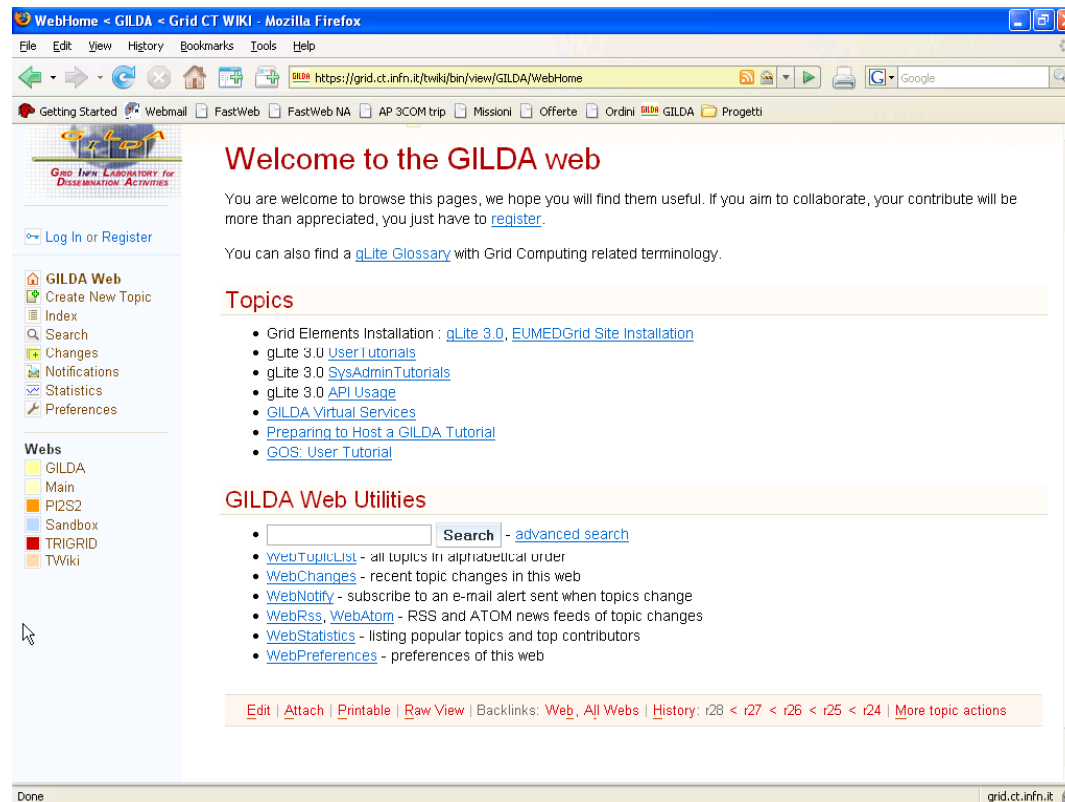 WebHome < GILDA < Grid CT WIKI - Mozilla Firefox
File Edit View History Bookmarks Tools Help
GILDA https://grid.ct.infn.it/twiki/bin/view/GILDA/WebHome G Google
Getting Started Webmail FastWeb FastWeb NA AP 3COM trip Missioni Offerte Ordini GILDA GILDA Progetti
GILDA
GRID INFN LABORATORY FOR
DISSEMINATION ACTIVITIES
Log In or Register
GILDA Web
Create New Topic
Index
Search
Changes
Notifications
Statistics
Preferences
Webs
GILDA
Main
PI2S2
Sandbox
TRIGRID
TWiki
Welcome to the GILDA web
You are welcome to browse this pages, we hope you will find them useful. If you aim to collaborate, your contribute will be
more than appreciated, you just have to register.
You can also find a gLite Glossary with Grid Computing related terminology.
Topics
• Grid Elements Installation : gLite 3.0, EUMEDGrid Site Installation
• gLite 3.0 UserTutorials
• gLite 3.0 SysAdminTutorials
• gLite 3.0 API Usage
• GILDA Virtual Services
• Preparing to Host a GILDA Tutorial
• GOS: User Tutorial
GILDA Web Utilities
• Search - advanced search
• WebTopicList - all topics in alphabetical order
• WebChanges - recent topic changes in this web
• WebNotify - subscribe to an e-mail alert sent when topics change
• WebRss, WebAtom - RSS and ATOM news feeds of topic changes
• WebStatistics - listing popular topics and top contributors
• WebPreferences - preferences of this web
Edit | Attach | Printable | Raw View | Backlinks: Web, All Webs | History: r28 < r27 < r26 < r25 < r24 | More topic actions
Done grid.ct.infn.it